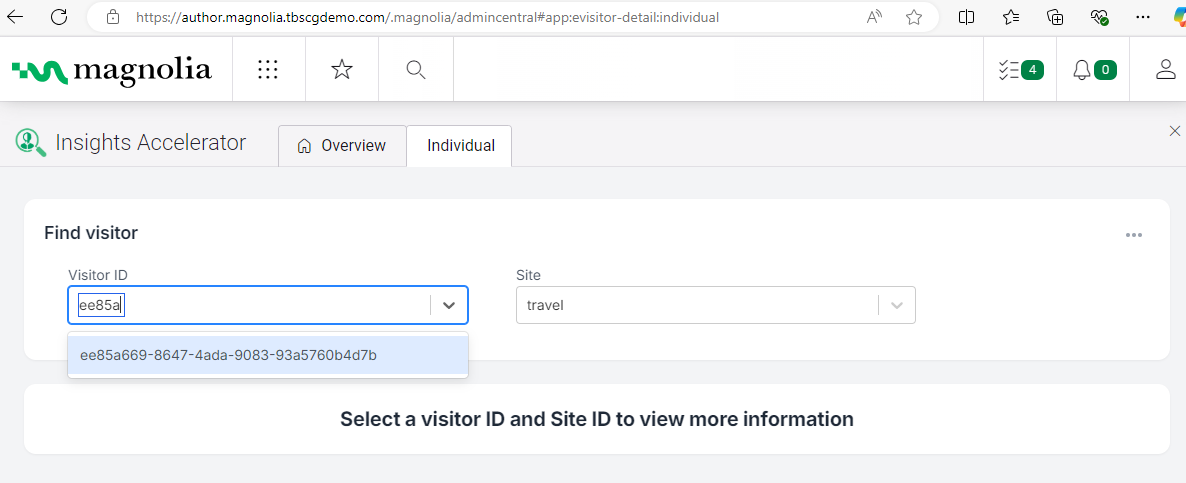 https://author.magnolia.tbscgdemo.com/.magnolia/admincentral#app:evisitor-detail:individual
magnolia
4
0
Insights Accelerator
Overview
Individual
Find visitor
Visitor ID
Site
ee85a
travel
ee85a669-8647-4ada-9083-93a5760b4d7b
Select a visitor ID and Site ID to view more information